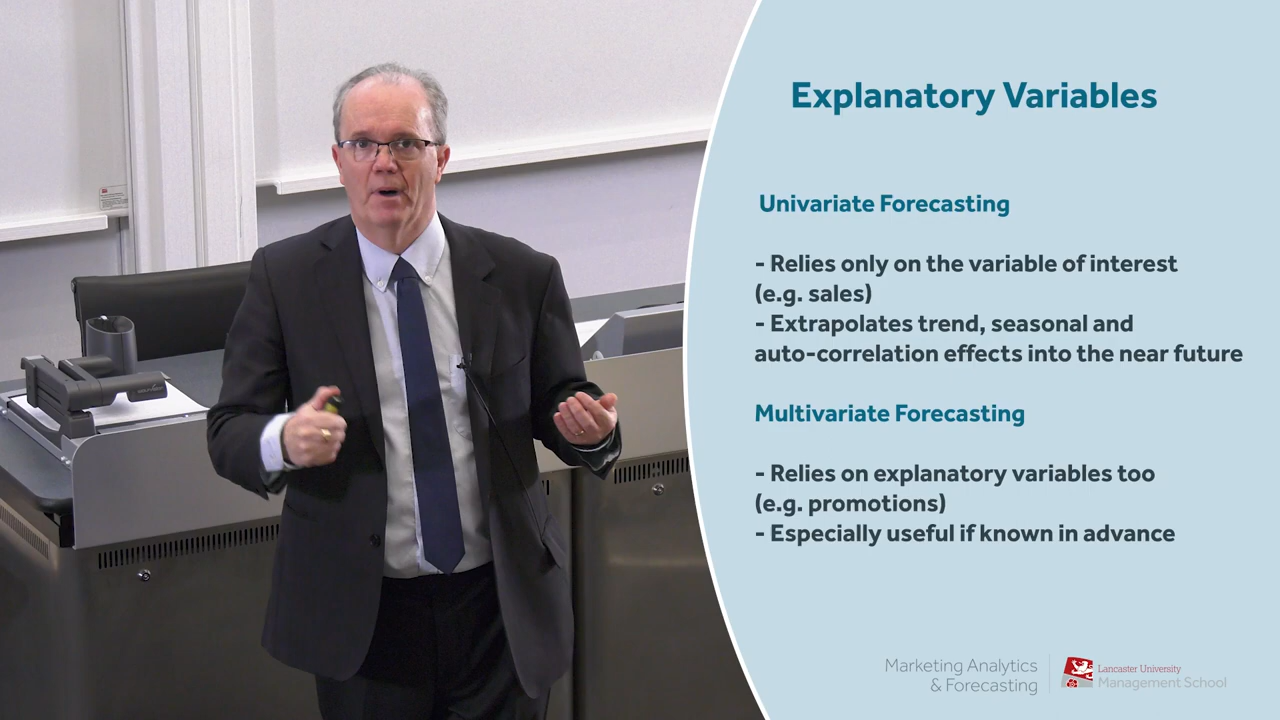 Explanatory Variables
Univariate Forecasting
- Relies only on the variable of interest
(e.g. sales)
- Extrapolates trend, seasonal and
auto-correlation effects into the near future
Multivariate Forecasting
- Relies on explanatory variables too
(e.g. promotions)
- Especially useful if known in advance
Marketing Analytics
& Forecasting
Lancaster University
Management School